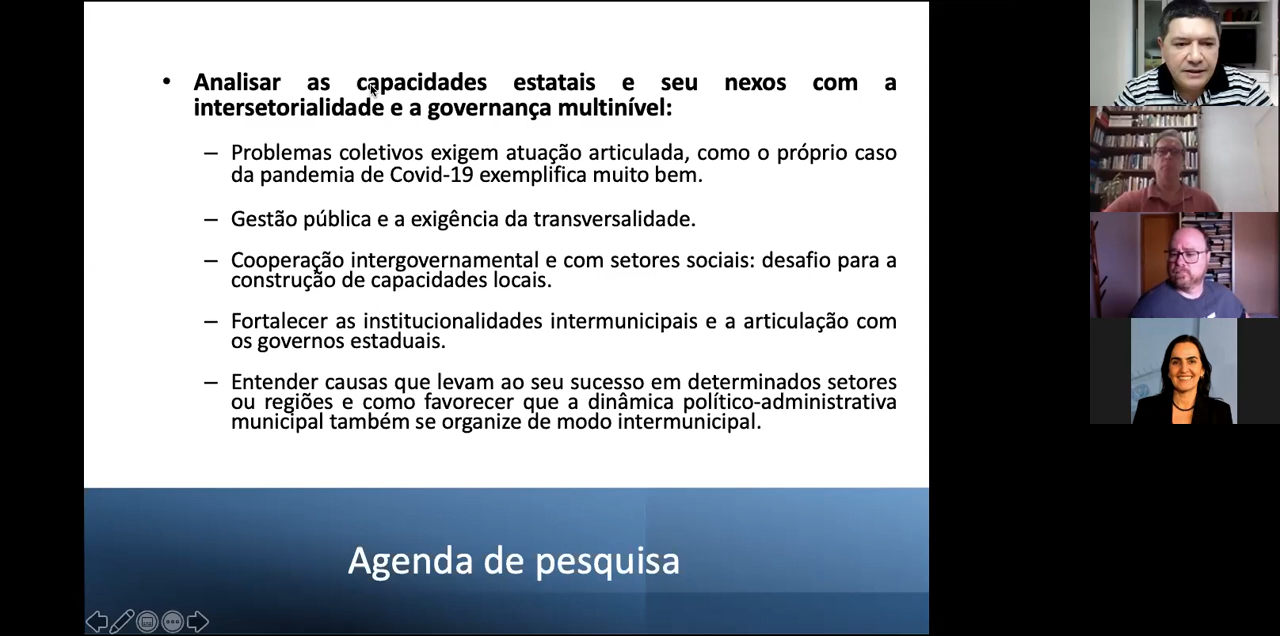 • Analisar as capacidades estatais e seu nexos com a
intersetorialidade e a governança multinível:
– Problemas coletivos exigem atuação articulada, como o próprio caso
da pandemia de Covid-19 exemplifica muito bem.
– Gestão pública e a exigência da transversalidade.
– Cooperação intergovernamental e com setores sociais: desafio para a
construção de capacidades locais.
– Fortalecer as institucionalidades intermunicipais e a articulação com
os governos estaduais.
– Entender causas que levam ao seu sucesso em determinados setores
ou regiões e como favorecer que a dinâmica político-administrativa
municipal também se organize de modo intermunicipal.
Agenda de pesquisa